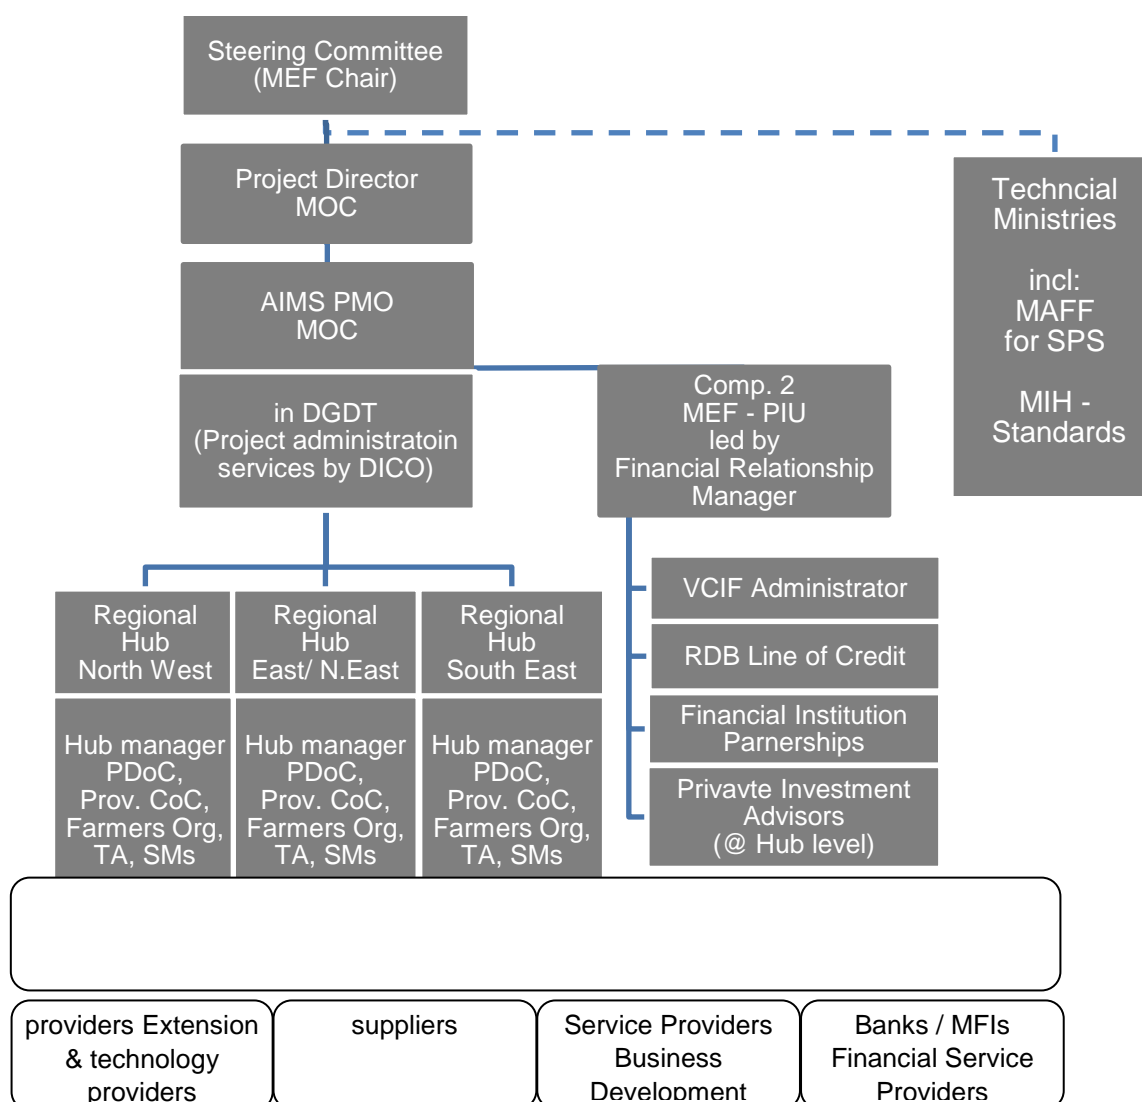 Steering Committee
(MEF Chair)
Project Director
MOC
Techncial
Ministries
incl:
MAFF
for SPS
MIH -
Standards
AIMS PMO
MOC
in DGDT
(Project administratoin
services by DICO)
Comp. 2
MEF - PIU
led by
Financial Relationship
Manager
VCIF Administrator
RDB Line of Credit
Financial Institution
Parnerships
Privavte Investment
Advisors
(@ Hub level)
Regional
Hub
North West
Regional
Hub
East/ N.East
Regional
Hub
South East
Hub manager
PDoC,
Prov. CoC,
Farmers Org,
TA, SMs
Hub manager
PDoC,
Prov. CoC,
Farmers Org,
TA, SMs
Hub manager
PDoC,
Prov. CoC,
Farmers Org,
TA, SMs
providers Extension
& technology
providers
suppliers
Service Providers
Business
Development
Banks / MFIs
Financial Service
Providers